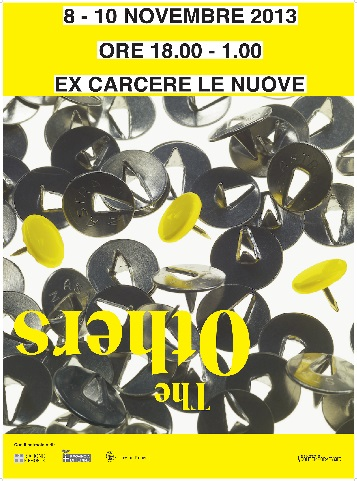 8 - 10 NOVEMBRE 2013
ORE 18.00 - 1.00
EX CARCERE LE NUOVE
The
Others